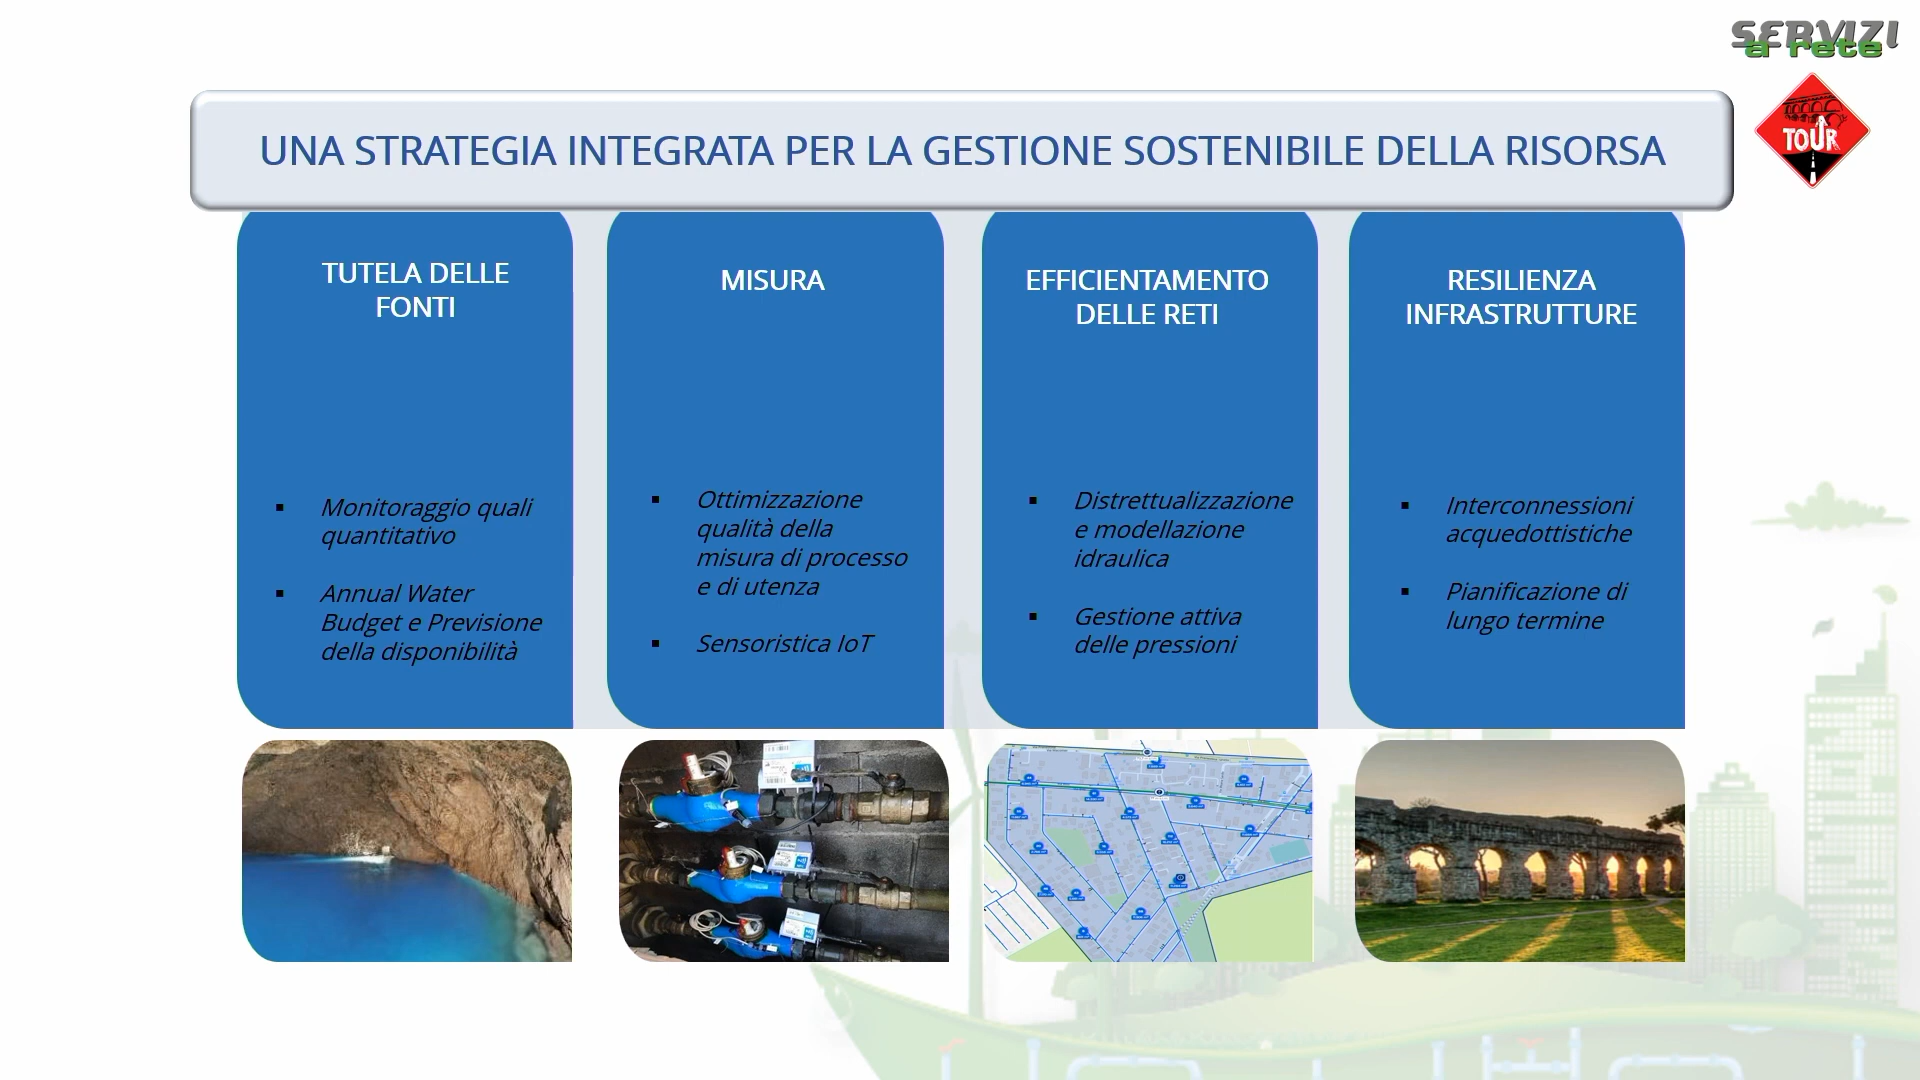 SERVIZI
a rete
TOUR
UNA STRATEGIA INTEGRATA PER LA GESTIONE SOSTENIBILE DELLA RISORSA
TUTELA DELLE
FONTI
▪ Monitoraggio quali
quantitativo
▪ Annual Water
Budget e Previsione
della disponibilità
MISURA
▪ Ottimizzazione
qualità della
misura di processo
e di utenza
▪ Sensoristica IoT
EFFICIENTAMENTO
DELLE RETI
▪ Distrettualizzazione
e modellazione
idraulica
▪ Gestione attiva
delle pressioni
RESILIENZA
INFRASTRUTTURE
▪ Interconnessioni
acquedottistiche
▪ Pianificazione di
lungo termine